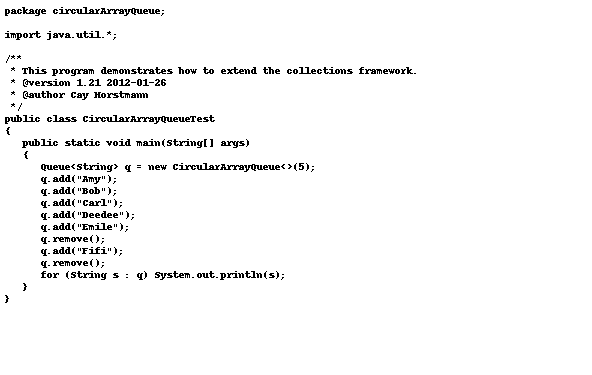 package circularArrayQueue;

import java.util.*;

/**
 * This program demonstrates how to extend the collections framework.
 * @version 1.21 2012-01-26
 * @author Cay Horstmann
 */
public class CircularArrayQueueTest
{
   public static void main(String[] args)
   {
      Queue<String> q = new CircularArrayQueue<>(5);
      q.add("Amy");
      q.add("Bob");
      q.add("Carl");
      q.add("Deedee");
      q.add("Emile");
      q.remove();
      q.add("Fifi");
      q.remove();
      for (String s : q) System.out.println(s);
   }
}